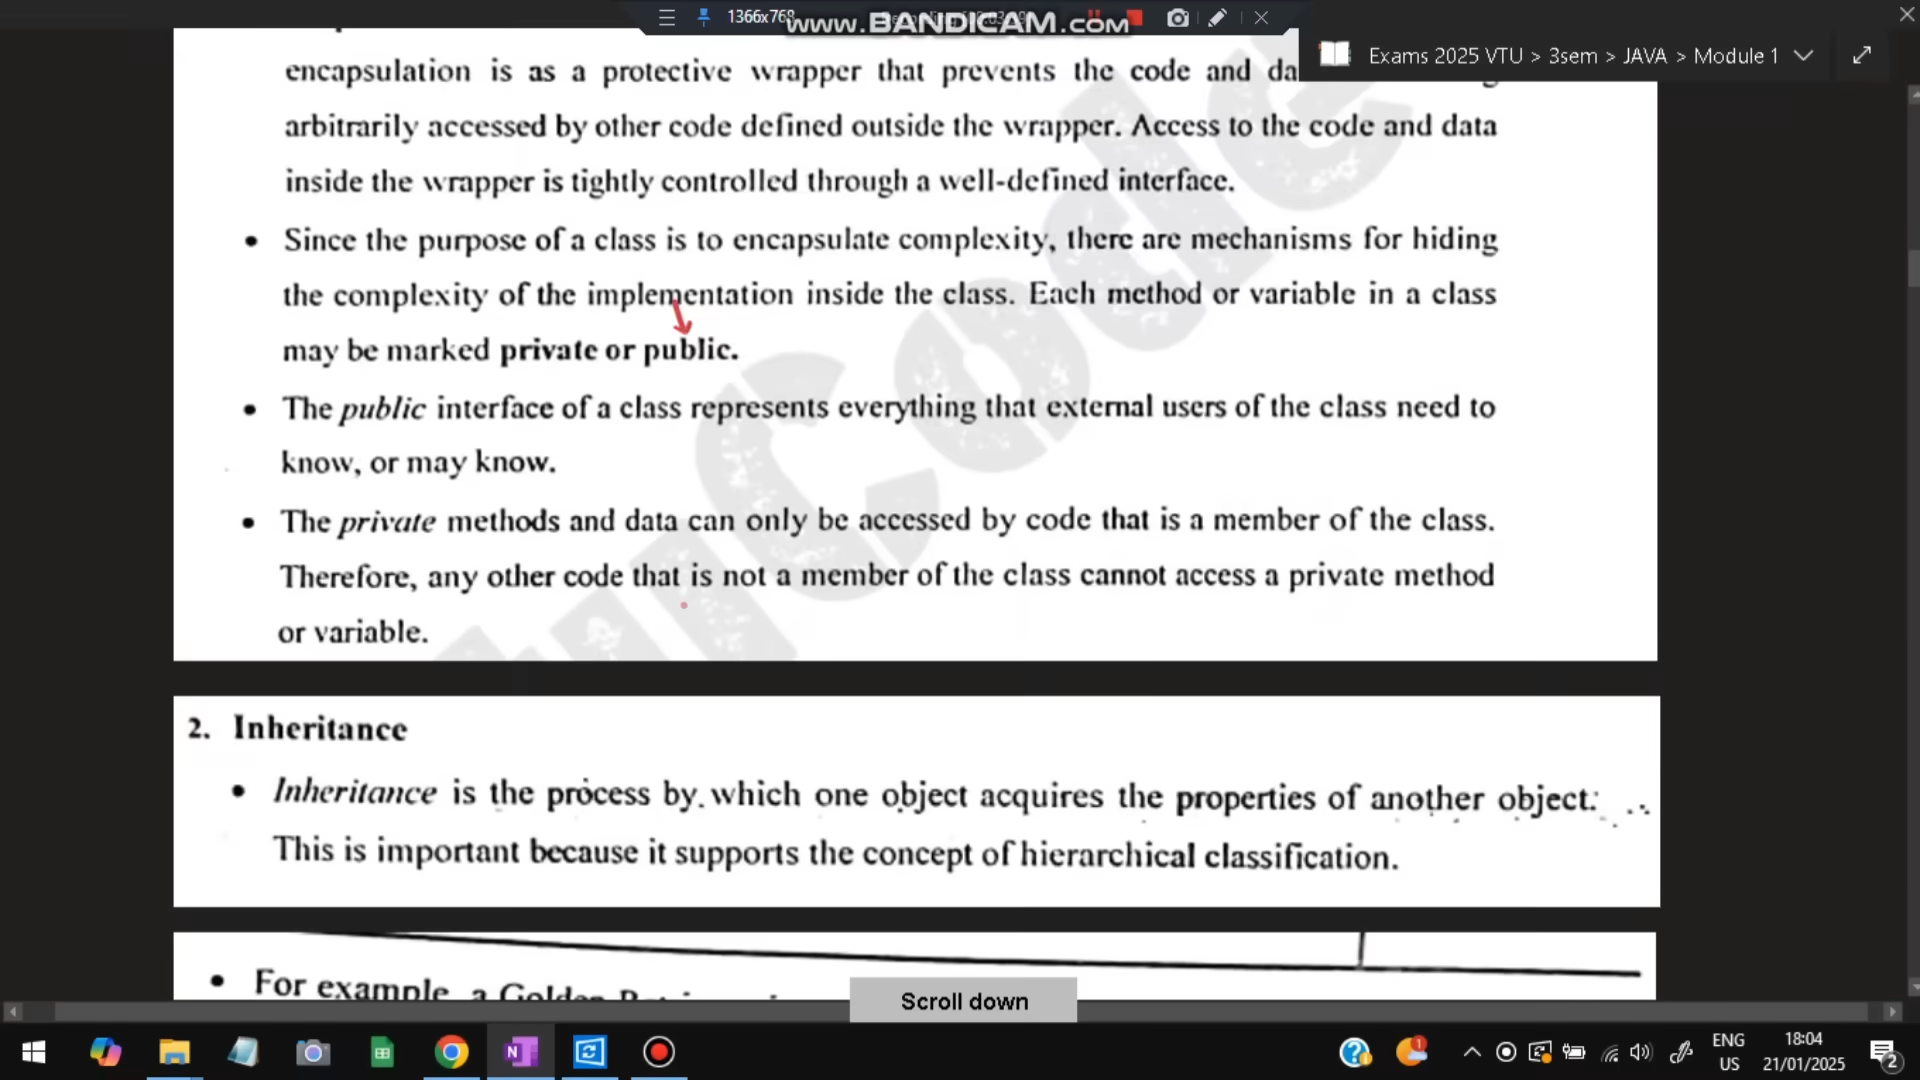 1366x768
www.BANDICAM.com
Exams 2025 VTU > 3sem > JAVA > Module 1
encapsulation is as a protective wrapper that prevents the code and
arbitrarily accessed by other code defined outside the wrapper. Access to the code and data
inside the wrapper is tightly controlled through a well-defined interface.
• Since the purpose of a class is to encapsulate complexity, there are mechanisms for hiding
the complexity of the implementation inside the class. Each method or variable in a class
may be marked private or public.
• The public interface of a class represents everything that external users of the class need to
know, or may know.
• The private methods and data can only be accessed by code that is a member of the class.
Therefore, any other code that is not a member of the class cannot access a private method
or variable.
2. Inheritance
• Inheritance is the process by which one object acquires the properties of another object.
This is important because it supports the concept of hierarchical classification.
• For example, a Golden
Scroll down
ENG
US
18:04
21/01/2025
2